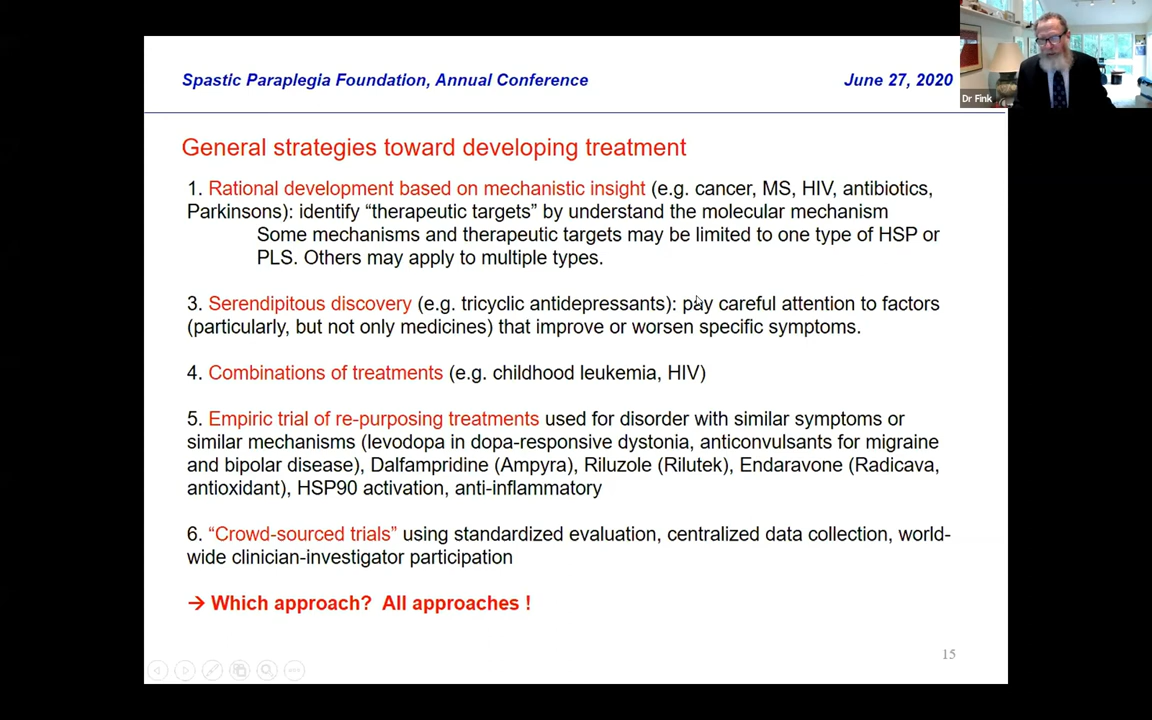 Spastic Paraplegia Foundation, Annual Conference June 27, 2020
Dr Fink
General strategies toward developing treatment
1. Rational development based on mechanistic insight (e.g. cancer, MS, HIV, antibiotics,
Parkinsons): identify “therapeutic targets” by understand the molecular mechanism
Some mechanisms and therapeutic targets may be limited to one type of HSP or
PLS. Others may apply to multiple types.
3. Serendipitous discovery (e.g. tricyclic antidepressants): pay careful attention to factors
(particularly, but not only medicines) that improve or worsen specific symptoms.
4. Combinations of treatments (e.g. childhood leukemia, HIV)
5. Empiric trial of re-purposing treatments used for disorder with similar symptoms or
similar mechanisms (levodopa in dopa-responsive dystonia, anticonvulsants for migraine
and bipolar disease), Dalfampridine (Ampyra), Riluzole (Rilutek), Endaravone (Radicava,
antioxidant), HSP90 activation, anti-inflammatory
6. “Crowd-sourced trials” using standardized evaluation, centralized data collection, world-
wide clinician-investigator participation
→ Which approach? All approaches !
15